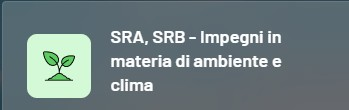 SRA, SRB - Impegni in
materia di ambiente e
clima